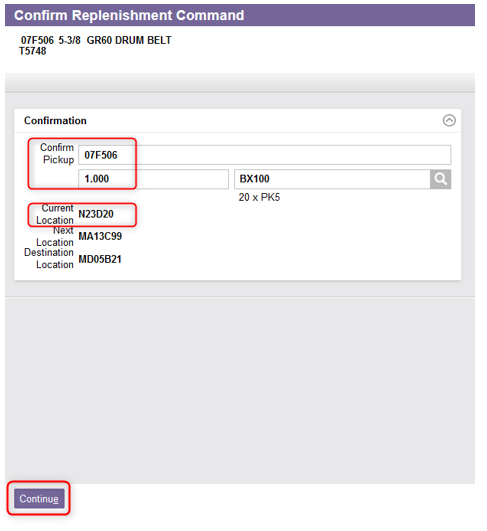 Confirm Replenishment Command
07F506 5-3/8 GR60 DRUM BELT
T5748
Confirmation
Confirm
Pickup 07F506
1.000 BX100
20 x PK5
Current
Location N23D20
Next
Location MA13C99
Destination
Location MD05B21
Continue